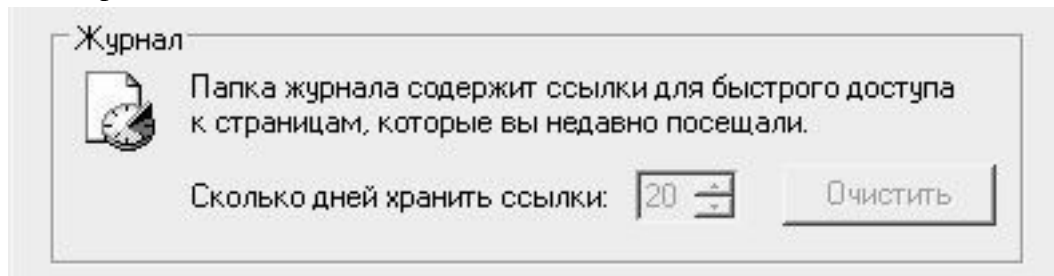 Журнал
Папка журнала содержит ссылки для быстрого доступа
к страницам, которые вы недавно посещали.
Сколько дней хранить ссылки: 20 Очистить